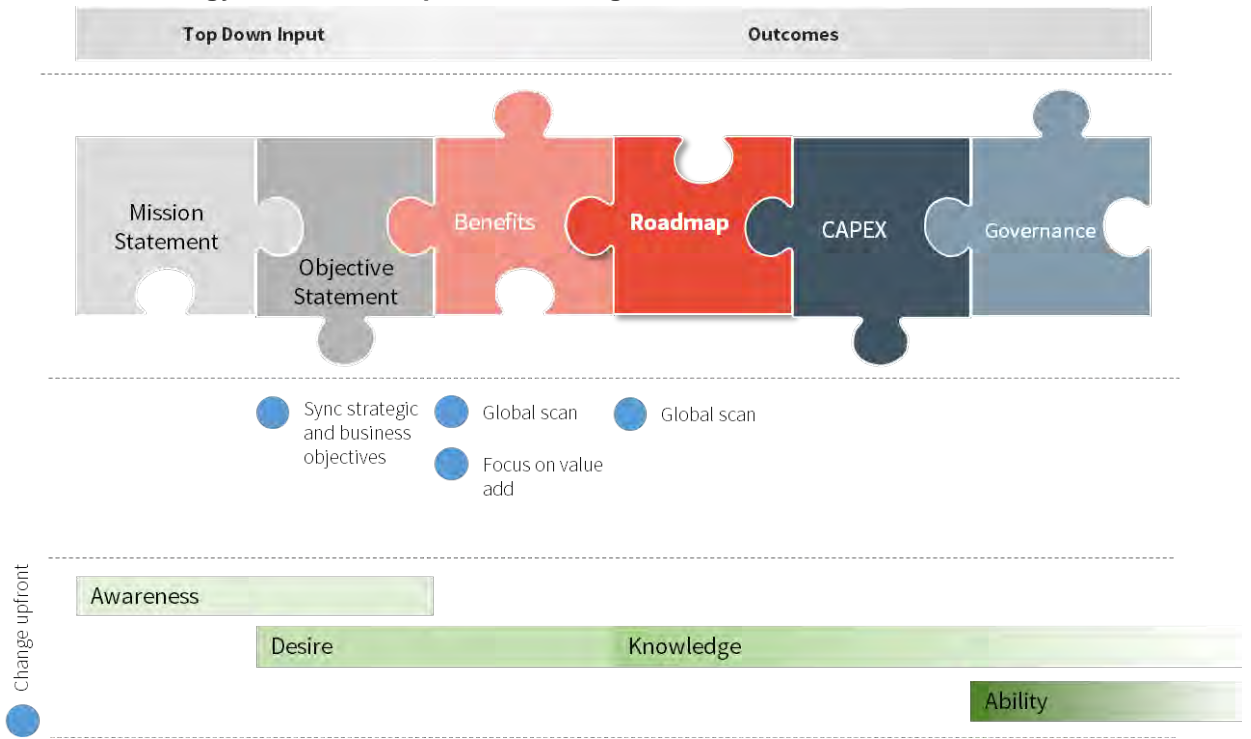 Top Down Input
Outcomes
Mission
Statement
Objective
Statement
Benefits
Roadmap
CAPEX
Governance
Sync strategic
and business
objectives
Global scan
Focus on value
add
Global scan
Change upfront
Awareness
Desire
Knowledge
Ability